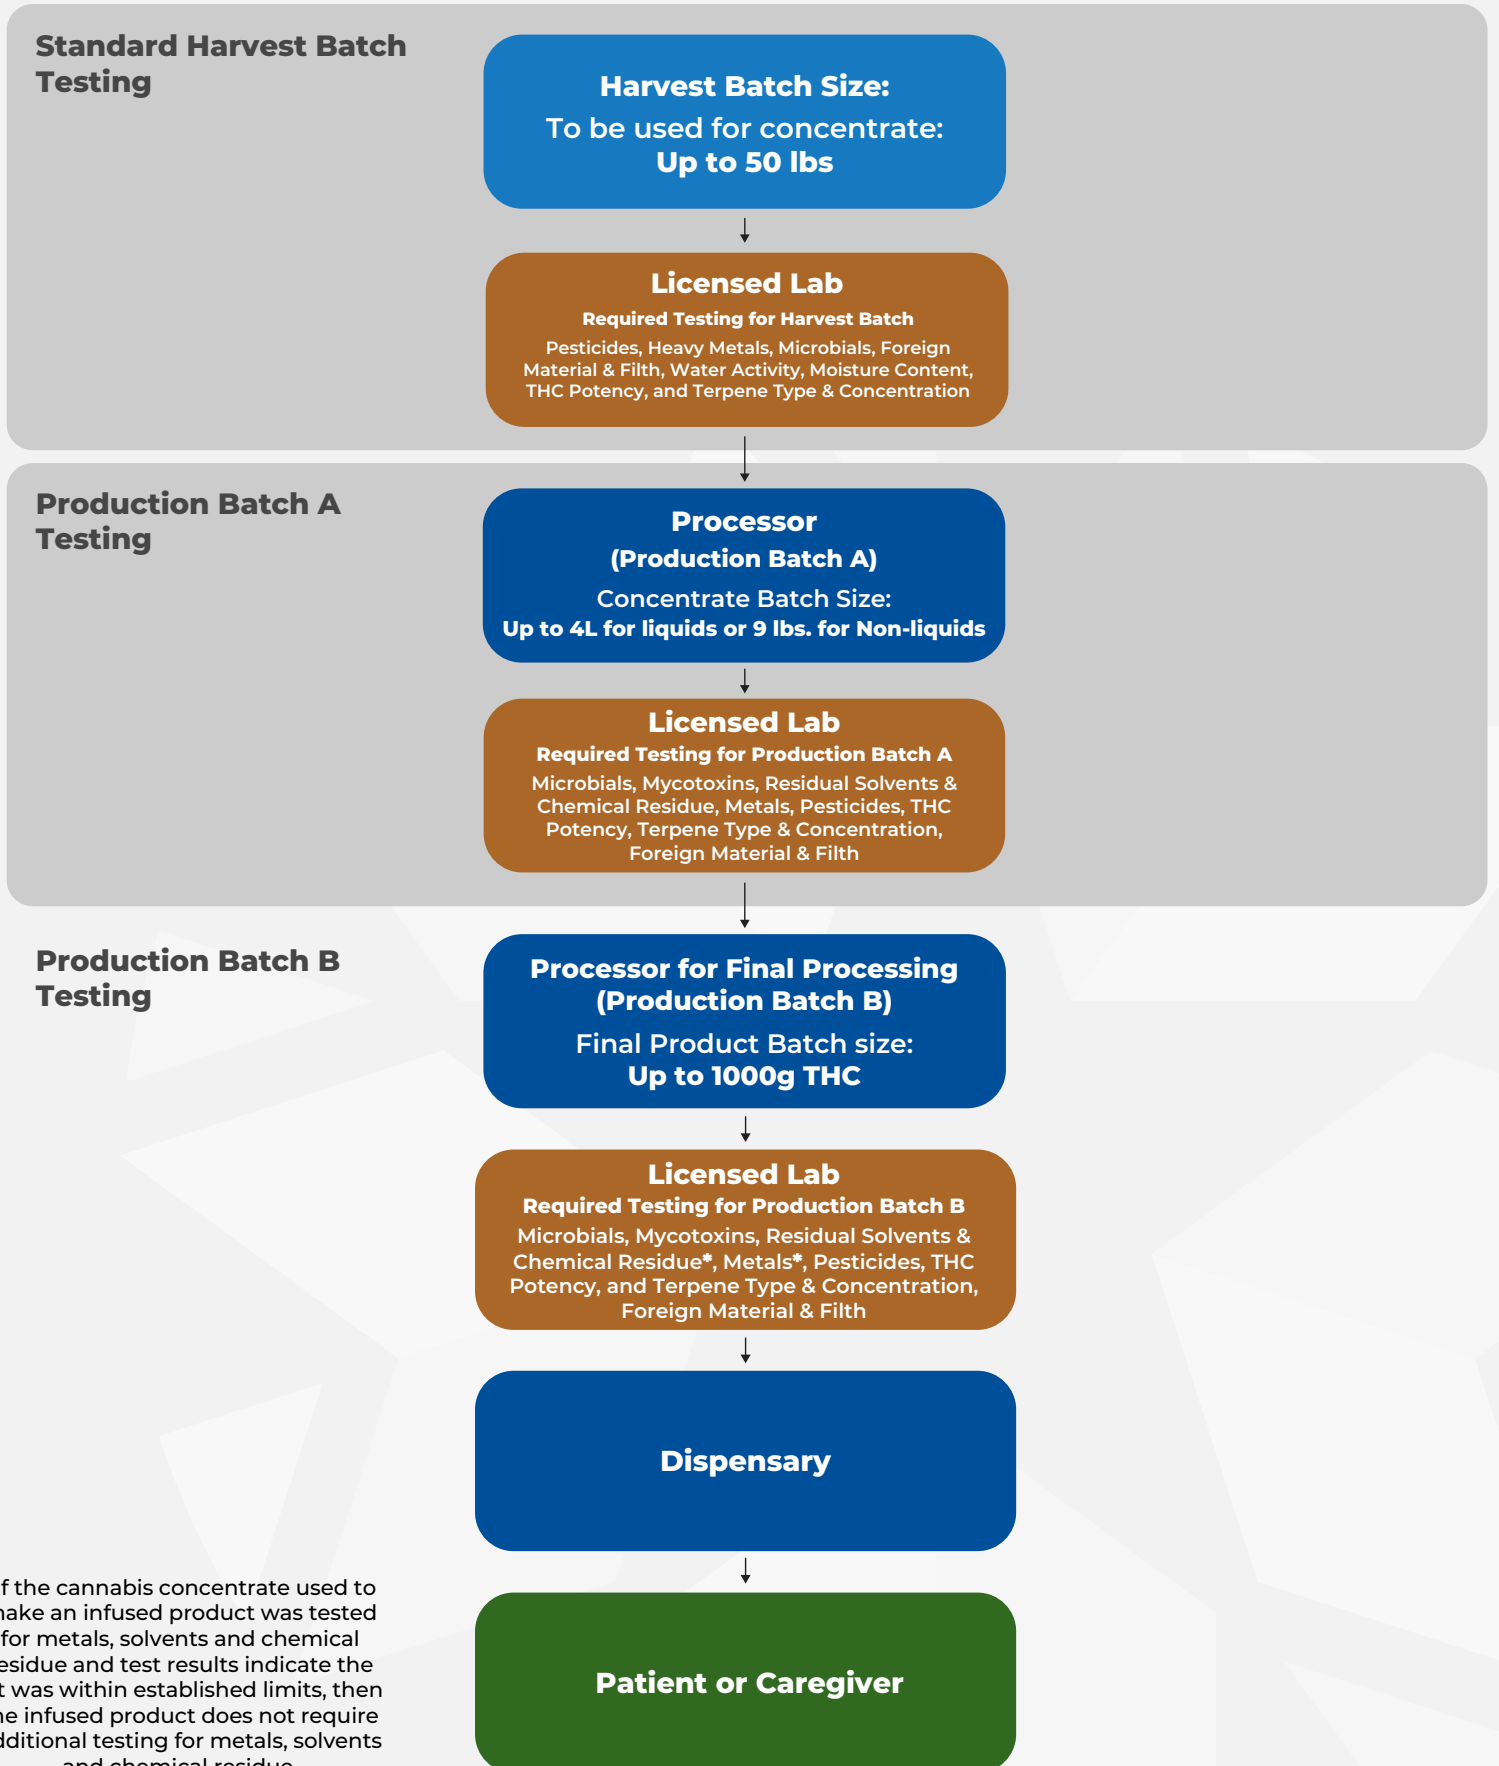 Standard Harvest Batch
Testing
Harvest Batch Size:
To be used for concentrate:
Up to 50 lbs
Licensed Lab
Required Testing for Harvest Batch
Pesticides, Heavy Metals, Microbials, Foreign
Material & Filth, Water Activity, Moisture Content,
THC Potency, and Terpene Type & Concentration
Production Batch A
Testing
Processor
(Production Batch A)
Concentrate Batch Size:
Up to 4L for liquids or 9 lbs. for Non-liquids
Licensed Lab
Required Testing for Production Batch A
Microbials, Mycotoxins, Residual Solvents &
Chemical Residue, Metals, Pesticides, THC
Potency, Terpene Type & Concentration,
Foreign Material & Filth
Production Batch B
Testing
Processor for Final Processing
(Production Batch B)
Final Product Batch size:
Up to 1000g THC
Licensed Lab
Required Testing for Production Batch B
Microbials, Mycotoxins, Residual Solvents &
Chemical Residue*, Metals*, Pesticides, THC
Potency, and Terpene Type & Concentration,
Foreign Material & Filth
Dispensary
the cannabis concentrate used to
an infused product was tested
for metals, solvents and chemical
and test results indicate the
was within established limits, then
infused product does not require
testing for metals, solvents
and chemical residue
Patient or Caregiver